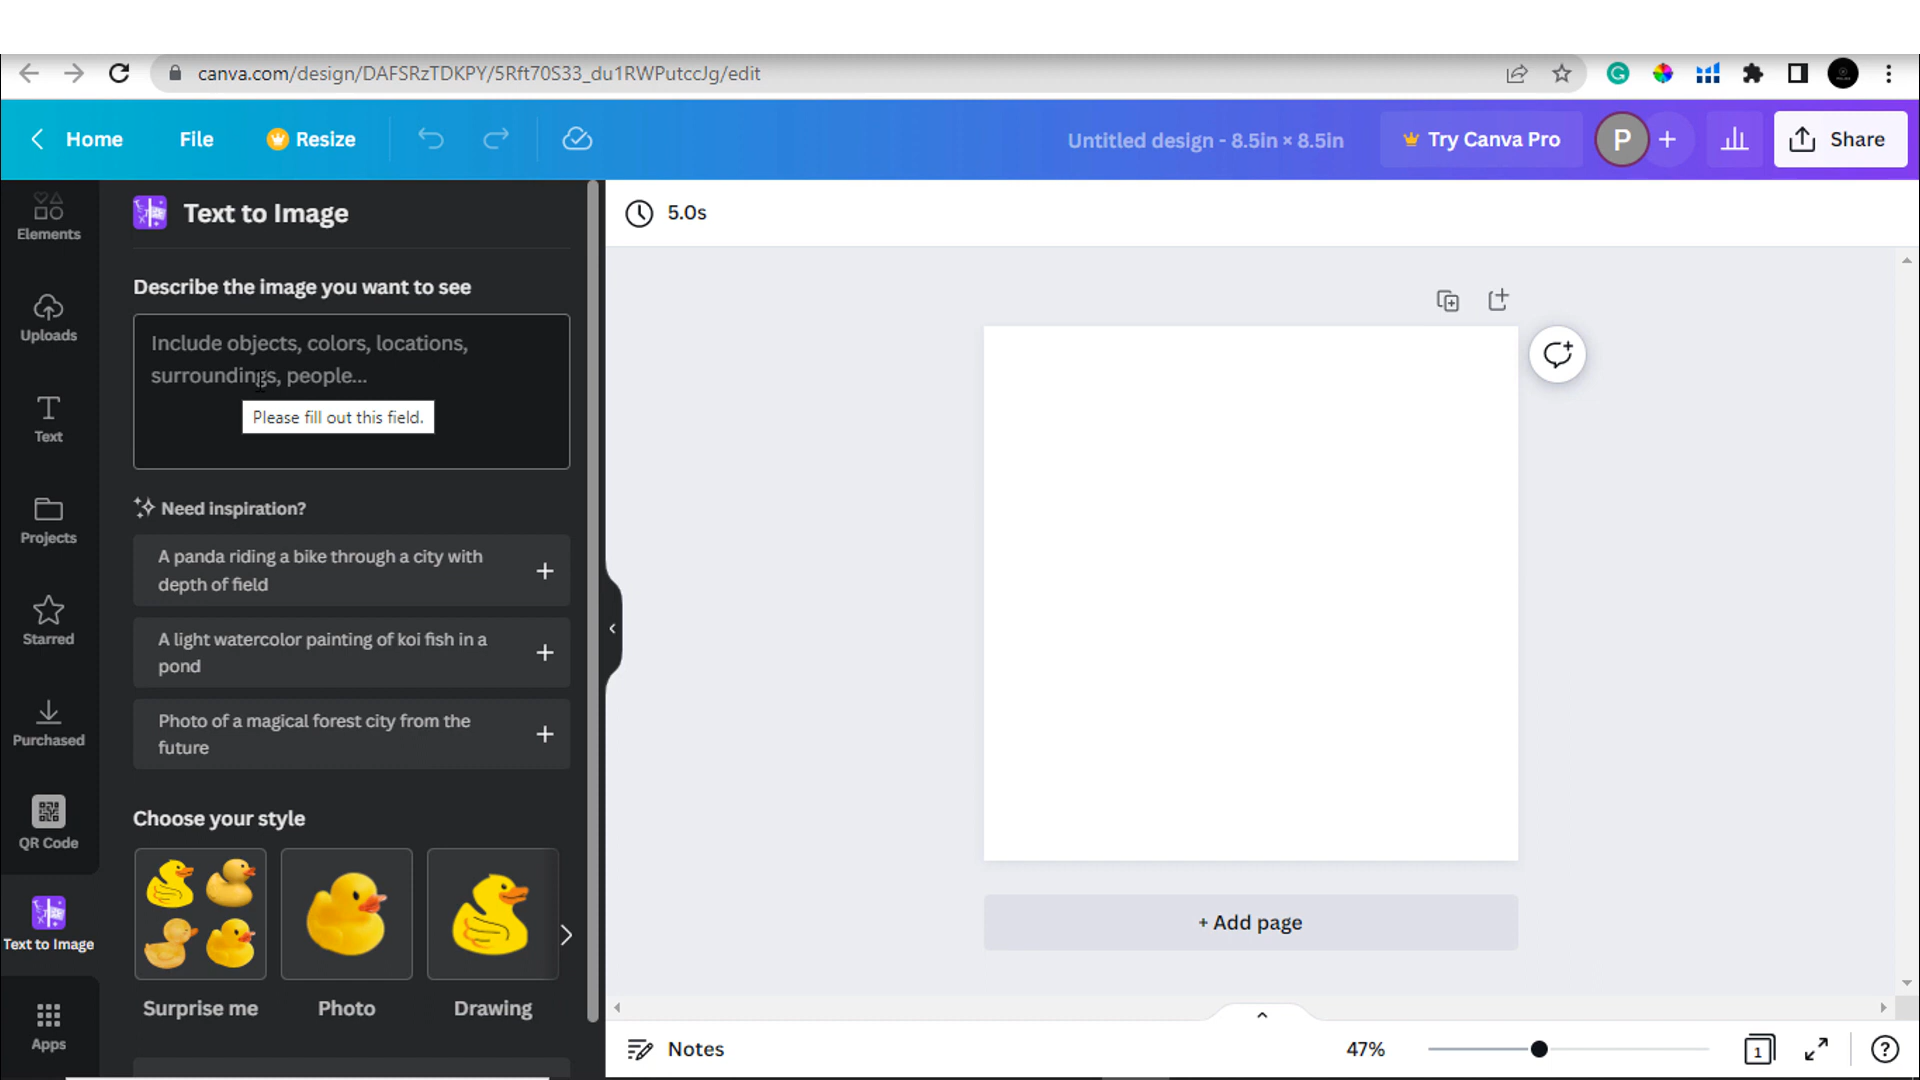 canva.com/design/DAFSRzTDKPY/5Rft70S33_du1RWPutccJg/edit
Home File Resize Untitled design - 8.5in × 8.5in Try Canva Pro P Share
Elements
Uploads
Text
Projects
Starred
Purchased
QR Code
Text to Image
Apps
Text to Image
Describe the image you want to see
Include objects, colors, locations,
surroundings, people...
Please fill out this field.
Need inspiration?
A panda riding a bike through a city with
depth of field
A light watercolor painting of koi fish in a
pond
Photo of a magical forest city from the
future
Choose your style
Surprise me Photo Drawing
5.0s
+ Add page
Notes 47% 1